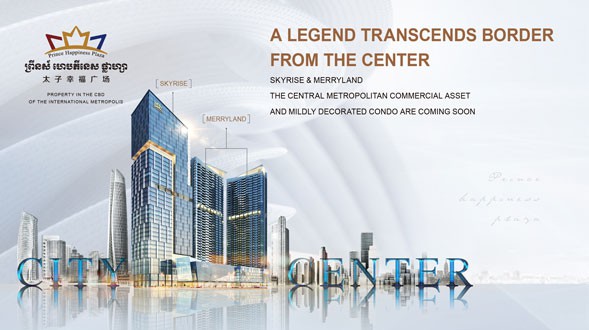 Prince Happiness Plaza
ព្រីនស៍ ហេបភីនេស ផ្លាហ្សា
太子幸福广场
PROPERTY IN THE CBD
OF THE INTERNATIONAL METROPOLIS
A LEGEND TRANSCENDS BORDER
FROM THE CENTER
SKYRISE & MERRYLAND
THE CENTRAL METROPOLITAN COMMERCIAL ASSET
AND MILDLY DECORATED CONDO ARE COMING SOON
SKYRISE
MERRYLAND
Prince
happiness
plaza
CITY CENTER